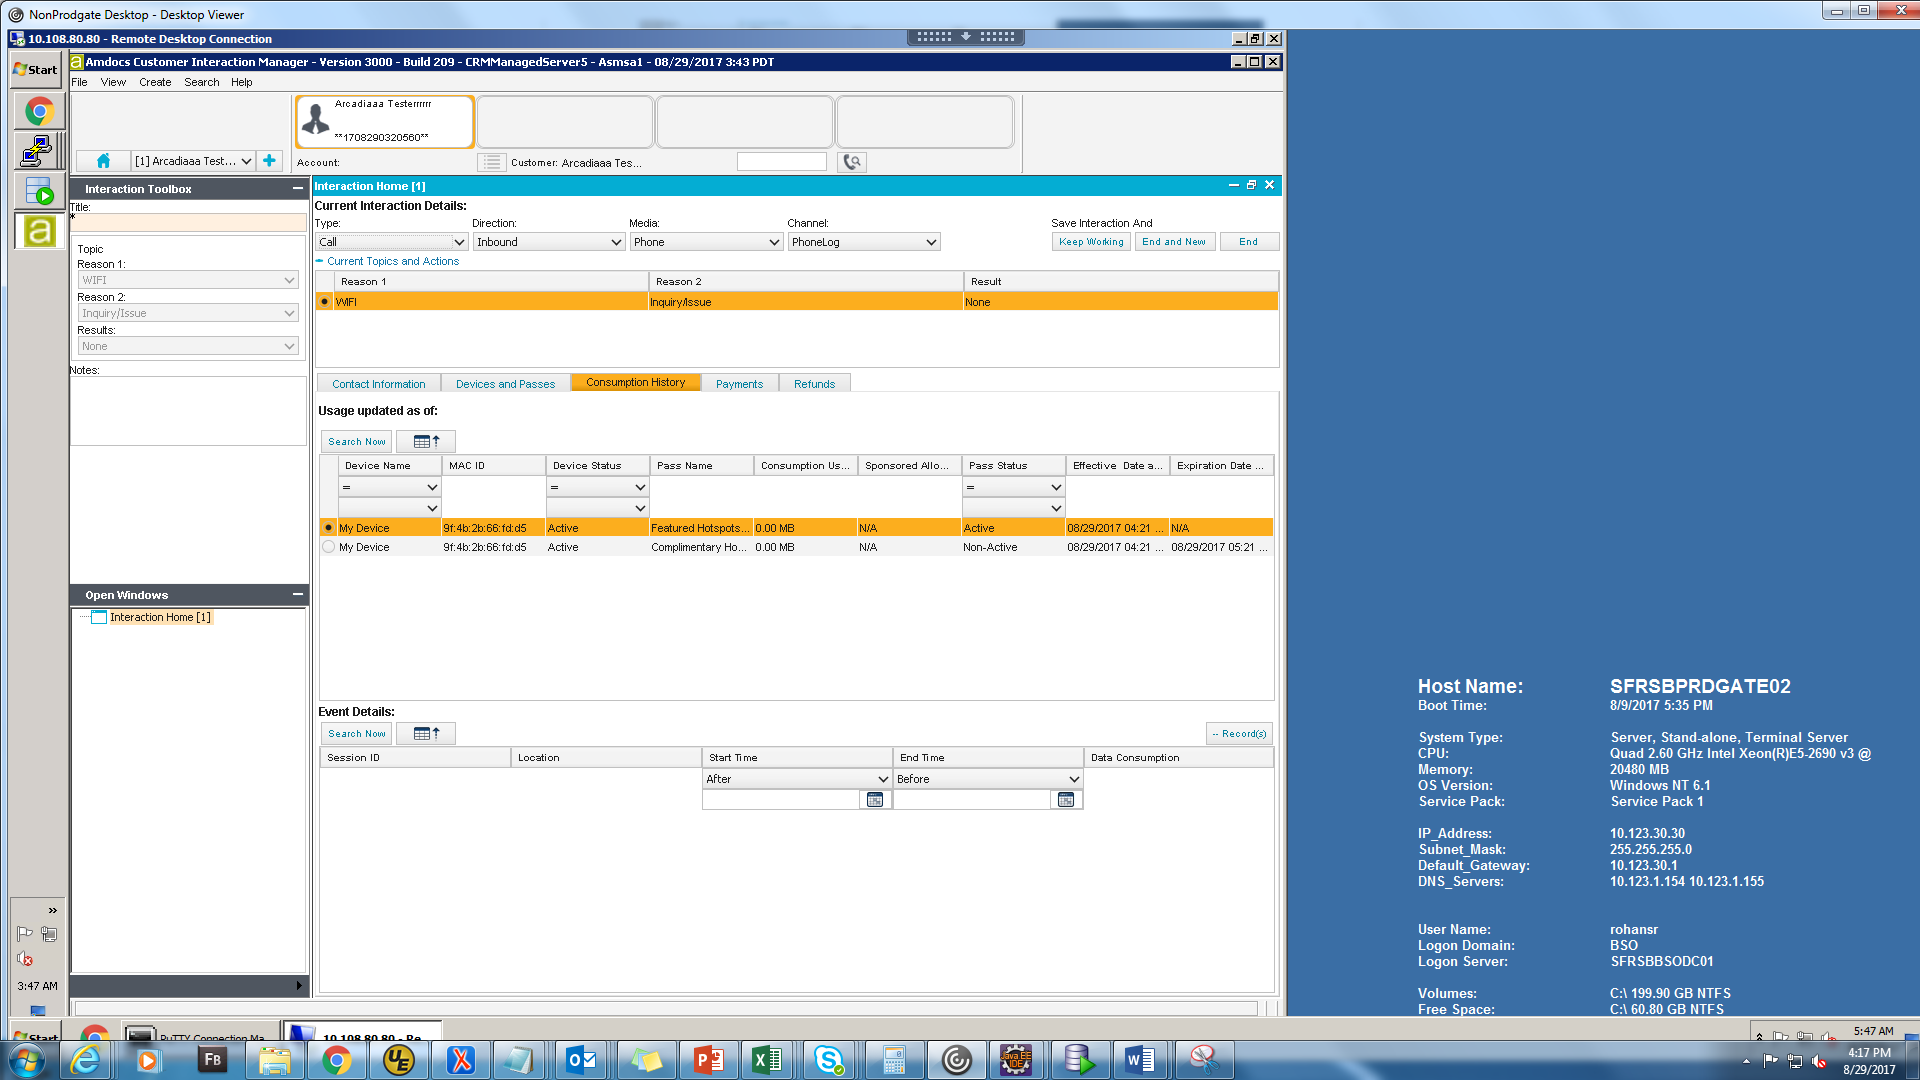 NonProdgate Desktop - Desktop Viewer
10.108.80.80 - Remote Desktop Connection
Start
Amdocs Customer Interaction Manager - Version 3000 - Build 209 - CRMManagedServer5 - Asmsa1 - 08/29/2017 3:43 PDT
File View Create Search Help
Arcadiaaa Testerrrrrr
**1708290320560**
[1] Arcadiaaa Test...
Account:
Customer: Arcadiaaa Tes...
Interaction Toolbox
Title:
*
Topic
Reason 1:
WIFI
Reason 2:
Inquiry/Issue
Results:
None
Notes:
Open Windows
Interaction Home [1]
Interaction Home [1]
Current Interaction Details:
Type: Direction: Media: Channel: Save Interaction And
Call Inbound Phone PhoneLog Keep Working End and New End
Current Topics and Actions
Reason 1 Reason 2 Result
WIFI Inquiry/Issue None
Contact Information Devices and Passes Consumption History Payments Refunds
Usage updated as of:
Search Now
Device Name MAC ID Device Status Pass Name Consumption Us... Sponsored Allo... Pass Status Effective Date a... Expiration Date ...
= = =
My Device 9f:4b:2b:66:fd:d5 Active Featured Hotspots... 0.00 MB N/A Active 08/29/2017 04:21 ... N/A
My Device 9f:4b:2b:66:fd:d5 Active Complimentary Ho... 0.00 MB N/A Non-Active 08/29/2017 04:21 ... 08/29/2017 05:21 ...
Event Details:
Search Now -- Record(s)
Session ID Location Start Time End Time Data Consumption
After Before
Host Name: SFRSBPRDGATE02
Boot Time: 8/9/2017 5:35 PM
System Type: Server, Stand-alone, Terminal Server
CPU: Quad 2.60 GHz Intel Xeon(R)E5-2690 v3 @
Memory: 20480 MB
OS Version: Windows NT 6.1
Service Pack: Service Pack 1
IP_Address: 10.123.30.30
Subnet_Mask: 255.255.255.0
Default_Gateway: 10.123.30.1
DNS_Servers: 10.123.1.154 10.123.1.155
User Name: rohansr
Logon Domain: BSO
Logon Server: SFRSBBSODC01
Volumes: C:\ 199.90 GB NTFS
Free Space: C:\ 60.80 GB NTFS
3:47 AM
Start PuTTY Connection Ma... 10.108.80.80 - Re...
5:47 AM
FB UE Java EE IDE
4:17 PM
8/29/2017